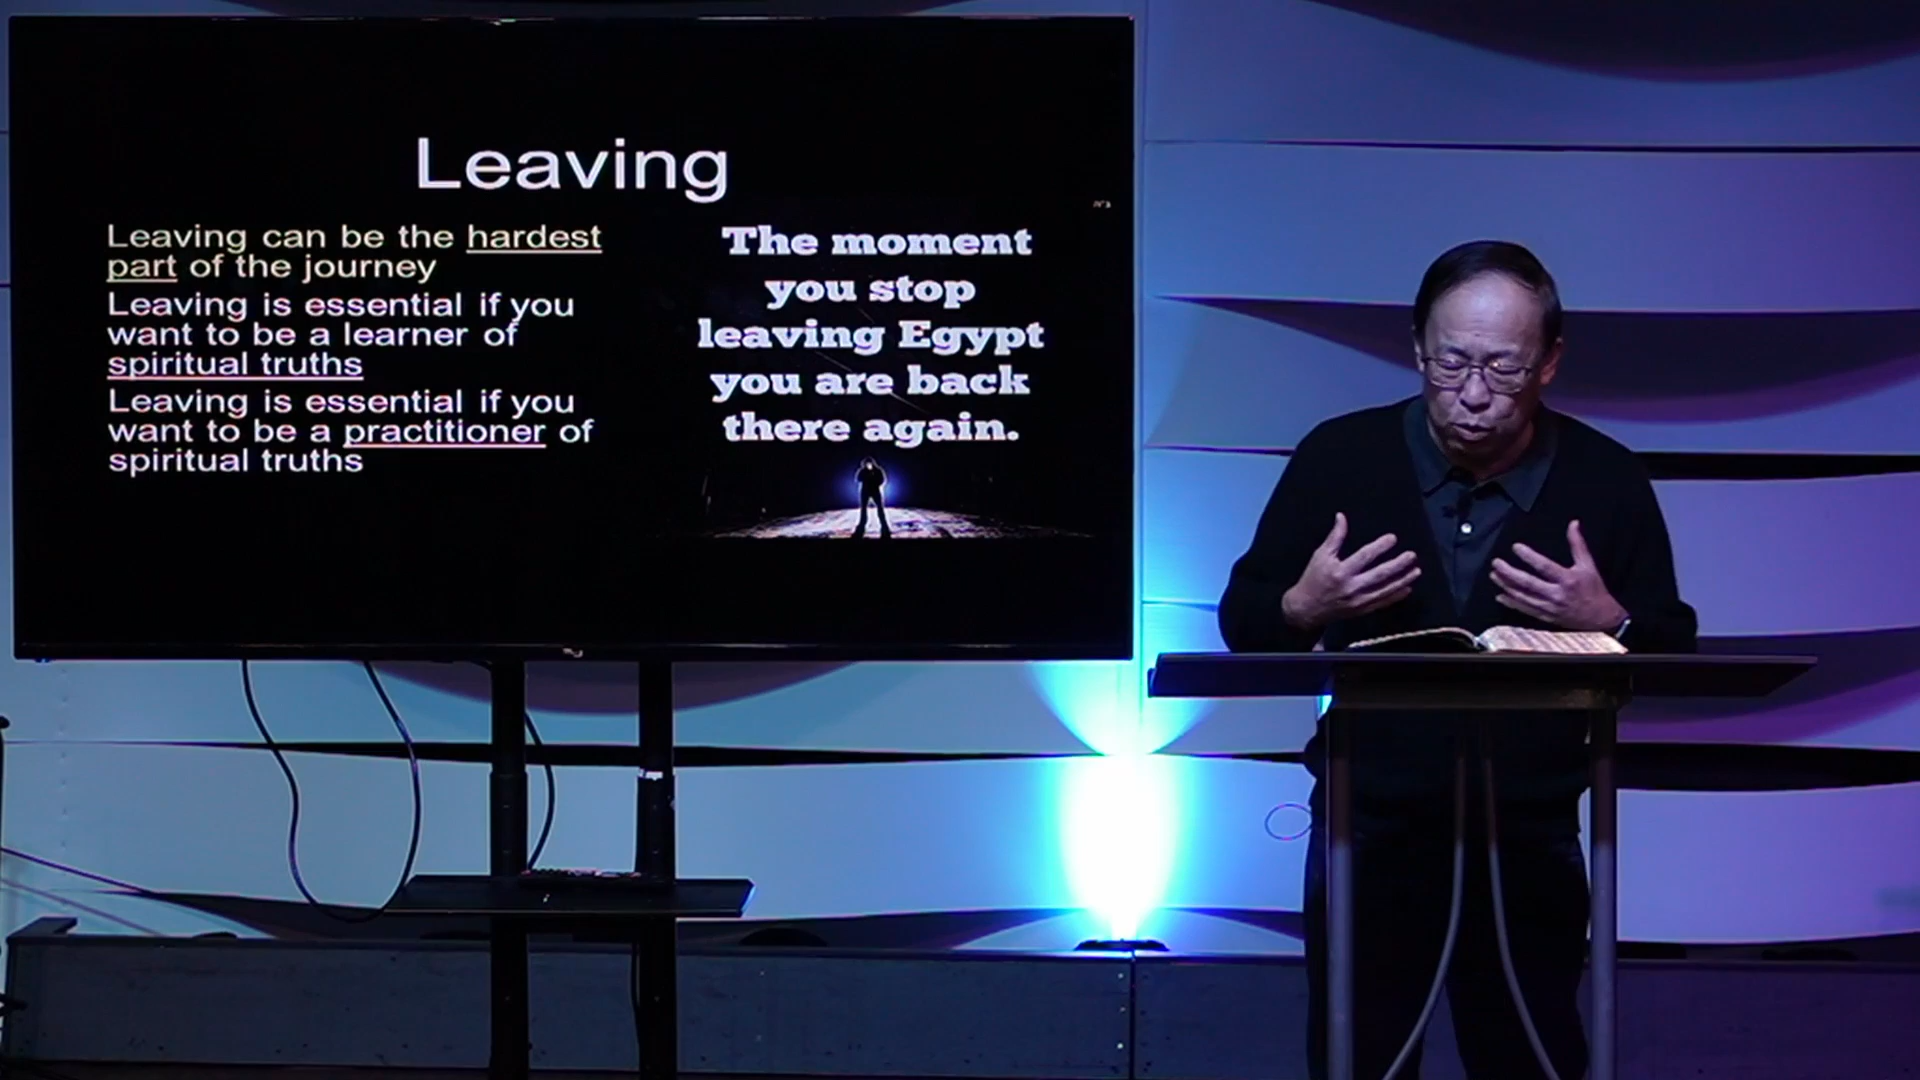 Leaving
Leaving can be the hardest
part of the journey
Leaving is essential if you
want to be a learner of
spiritual truths
Leaving is essential if you
want to be a practitioner of
spiritual truths
The moment
you stop
leaving Egypt
you are back
there again.